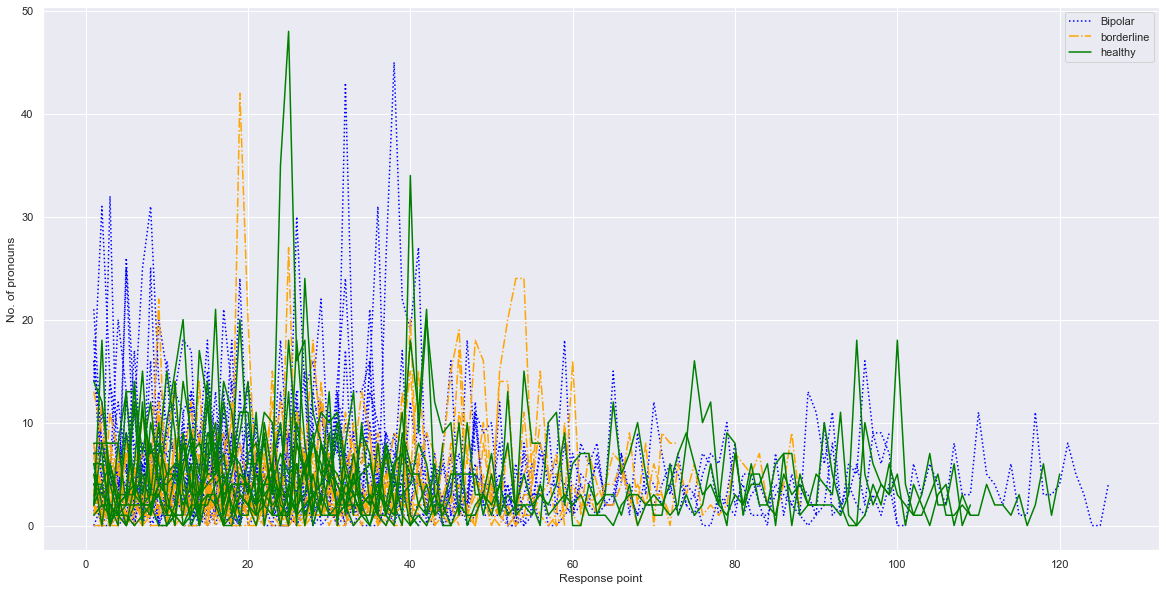 50
40
30
20
10
0
No. of pronouns
0 20 40 60 80 100 120
Response point
Bipolar
borderline
healthy